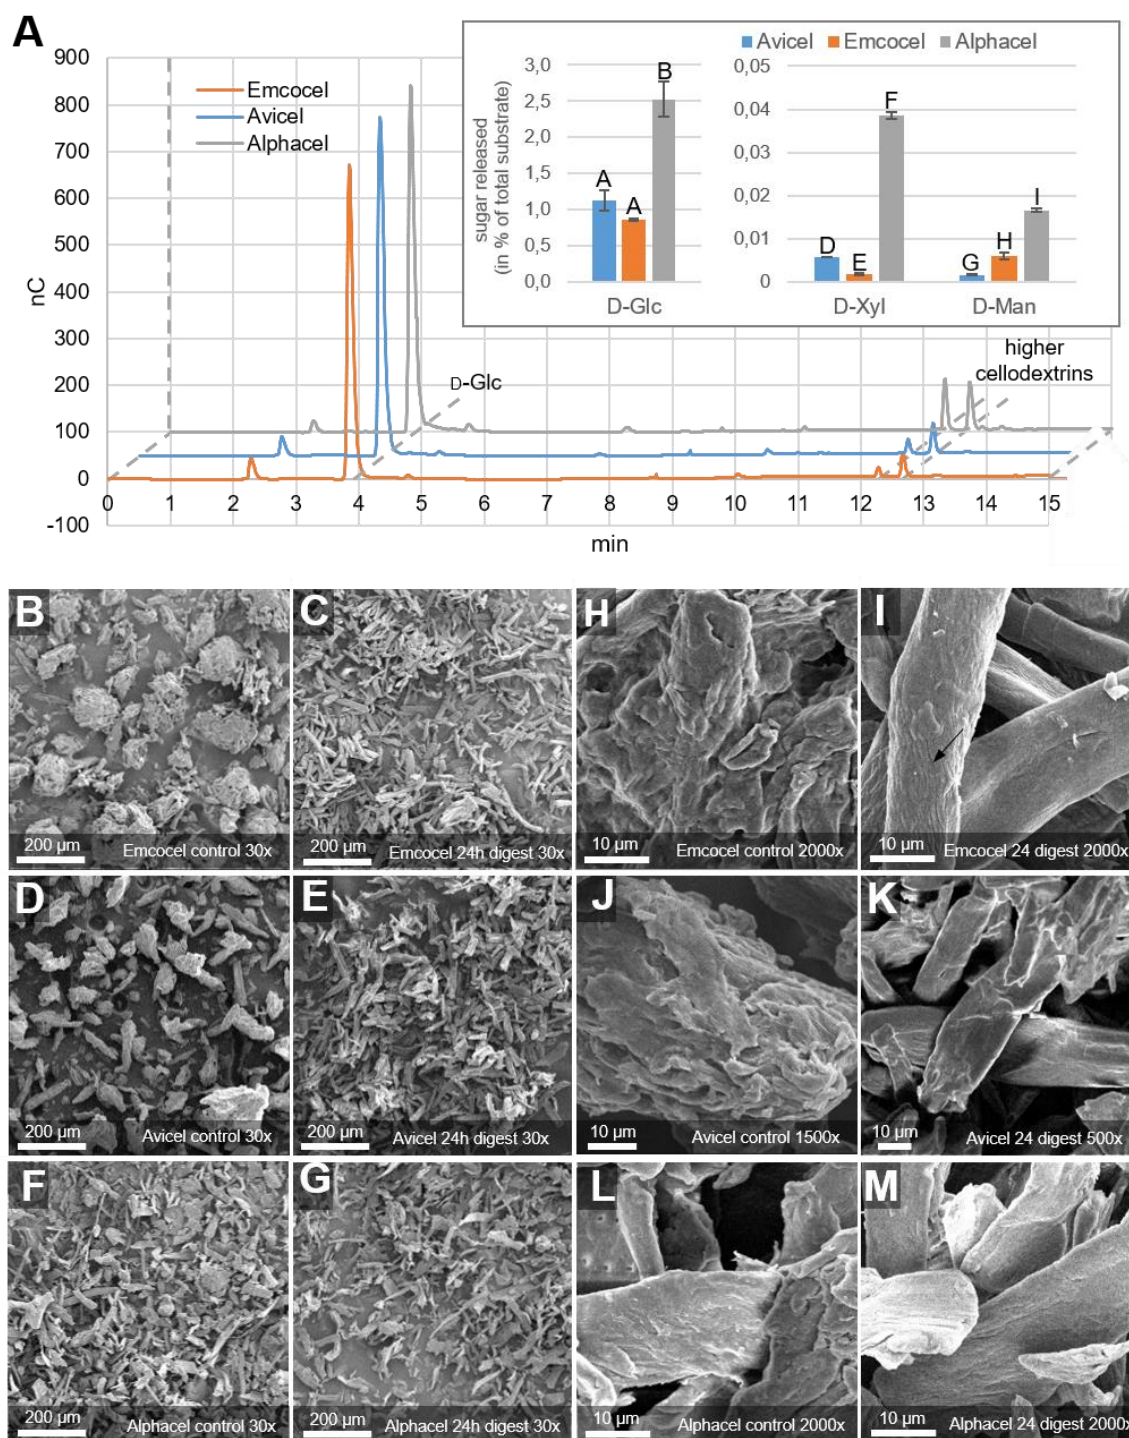 A
900
800
700
600
500
400
300
200
100
0
-100
nC
Emcocel
Avicel
Alphacel
0 1 2 3 4 5 6 7 8 9 10 11 12 13 14 15
min
D-Glc
higher
cellodextrins
Avicel Emcocel Alphacel
sugar released
(in % of total substrate)
3,0
2,5
2,0
1,5
1,0
0,5
0,0
A A B
D-Glc
0,05
0,04
0,03
0,02
0,01
0
D E F
G H I
D-Xyl D-Man
B
200 µm Emcocel control 30x
C
200 µm Emcocel 24h digest 30x
H
10 µm Emcocel control 2000x
I
10 µm Emcocel 24 digest 2000x
D
200 µm Avicel control 30x
E
200 µm Avicel 24h digest 30x
J
10 µm Avicel control 1500x
K
10 µm Avicel 24 digest 500x
F
200 µm Alphacel control 30x
G
200 µm Alphacel 24h digest 30x
L
10 µm Alphacel control 2000x
M
10 µm Alphacel 24 digest 2000x